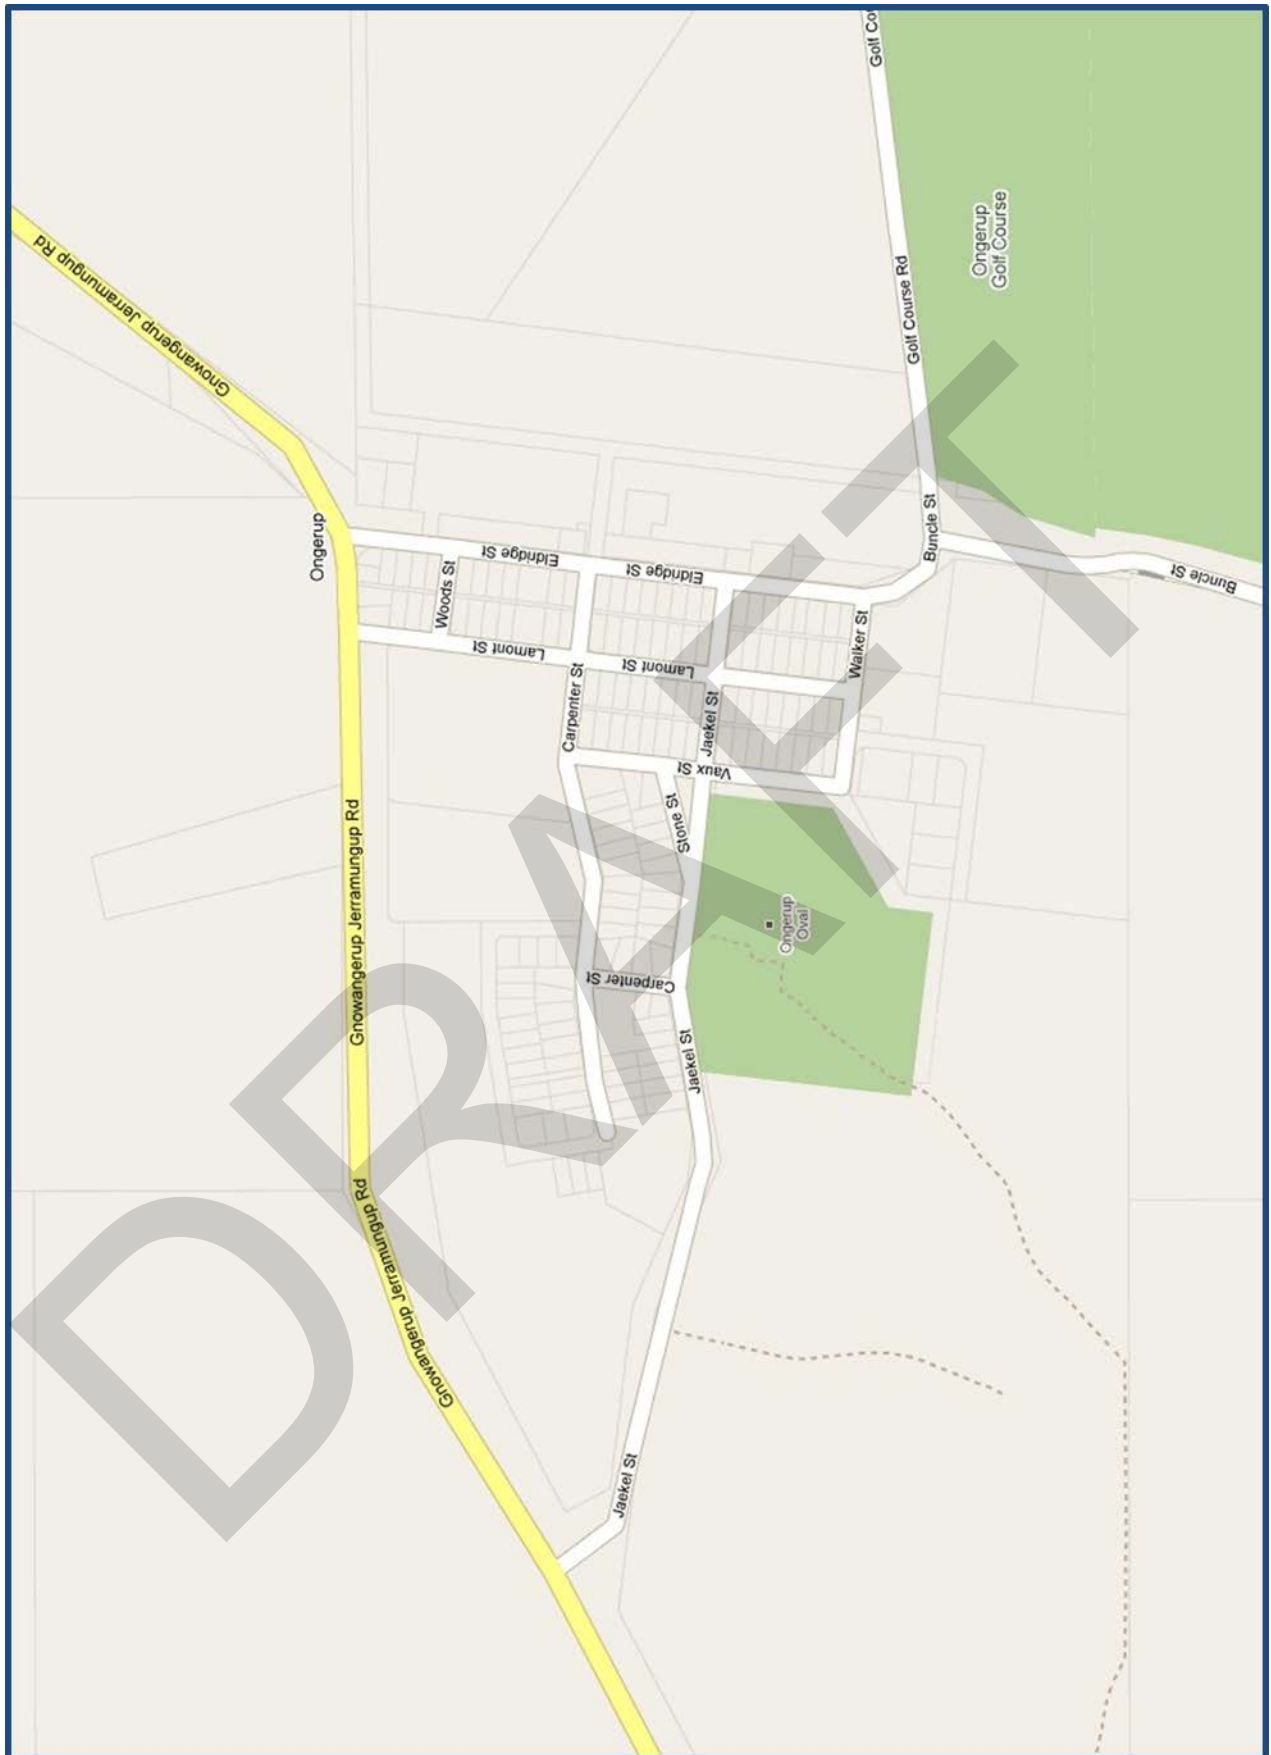 Golf Co
Gnowangerup Jerramungup Rd
Ongerup
Golf Course
Golf Course Rd
Ongerup
Buncle St
Eldridge St
Eldridge St
Buncle St
Woods St
Lamont St
Lamont St
Walker St
Carpenter St
Jaekel St
Vaux St
Stone St
Gnowangerup Jerramungup Rd
Ongerup
Oval
Carpenter St
Jaekel St
Gnowangerup Jerramungup Rd
Jaekel St
DRAFT